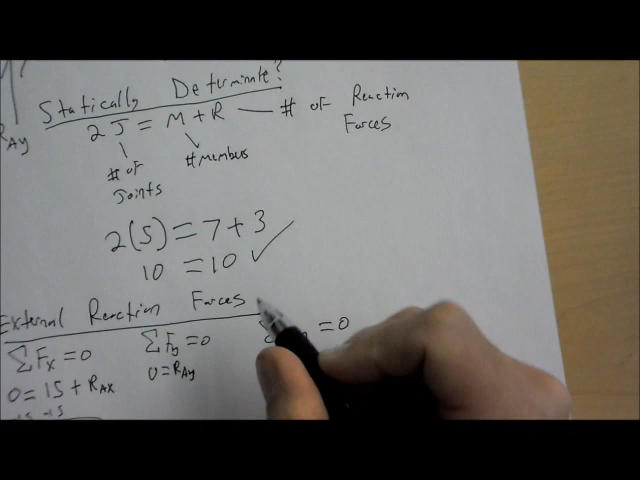 Statically Determinate?
2J = M + R — # of Reaction Forces
# of Joints
# members
RAy
2(5) = 7 + 3 ✓
10 = 10
External Reaction Forces
ΣFx = 0
ΣFy = 0
= 0
0 = 15 + RAX
0 = RAy